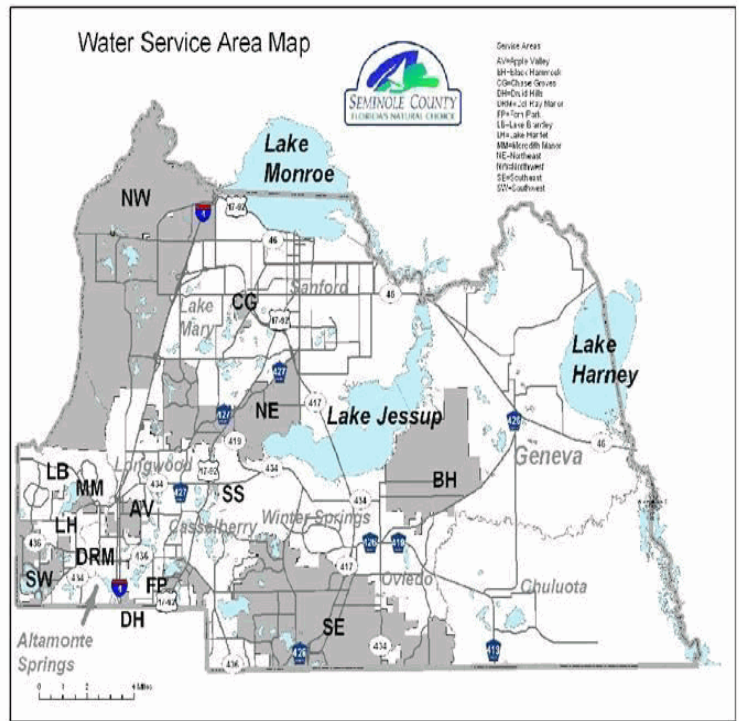 Water Service Area Map
SEMINOLE COUNTY
FLORIDA'S NATURAL CHOICE
Service Areas
AV=Apple Valley
BH=Black Hammock
CG=Chase Groves
DH=Druid Hills
DRM=Dol Ray Manor
FP=Fern Park
LB=Lake Brantley
LH=Lake Harriet
MM=Meredith Manor
NE=Northeast
NW=Northwest
SE=Southeast
SW=Southwest
Lake
Monroe
NW
17-92
46
Sanford
46
CG
Lake
Mary
17-92
Lake
Harney
427
427
NE
417
Lake Jessup
426
46
419
Geneva
Longwood
17-92
434
LB
MM
434
427
SS
BH
AV
434
LH
Casselberry
Winter Springs
436
DRM
436
426
419
417
SW
434
FP
Oviedo
Chuluota
17-92
DH
Altamonte
Springs
SE
434
436
426
419
0 1 2 4 Miles